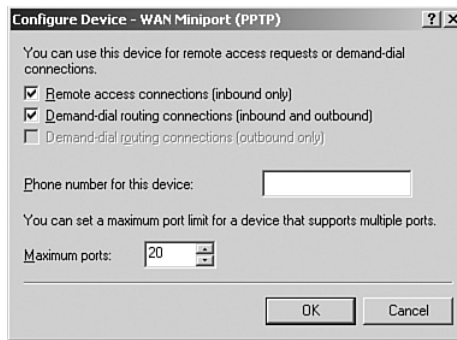 Configure Device - WAN Miniport (PPTP)
You can use this device for remote access requests or demand-dial
connections.
Remote access connections (inbound only)
Demand-dial routing connections (inbound and outbound)
Demand-dial routing connections (outbound only)
Phone number for this device:
You can set a maximum port limit for a device that supports multiple ports.
Maximum ports: 20
OK Cancel